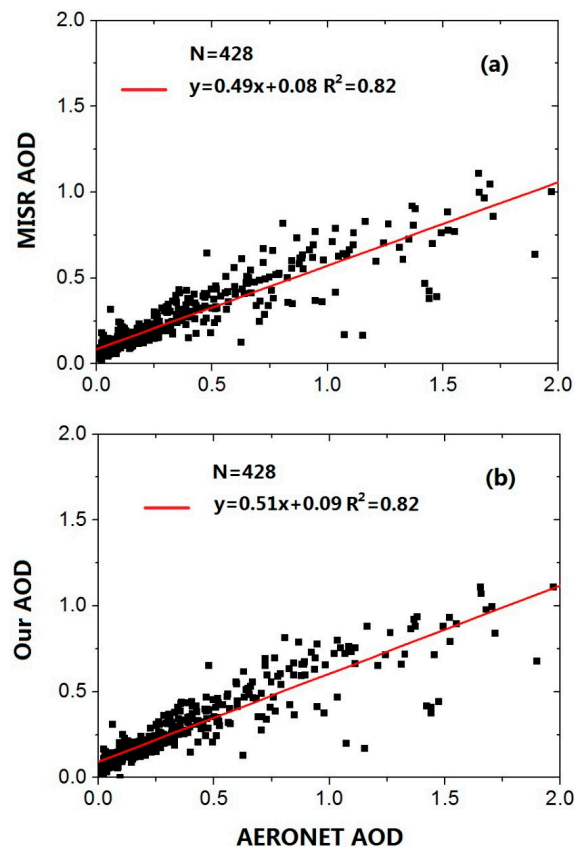 2.0
N=428
(a)
y=0.49x+0.08 R²=0.82
1.5
MISR AOD
1.0
0.5
0.0
0.0 0.5 1.0 1.5 2.0
2.0
N=428
(b)
y=0.51x+0.09 R²=0.82
1.5
Our AOD
1.0
0.5
0.0
0.0 0.5 1.0 1.5 2.0
AERONET AOD